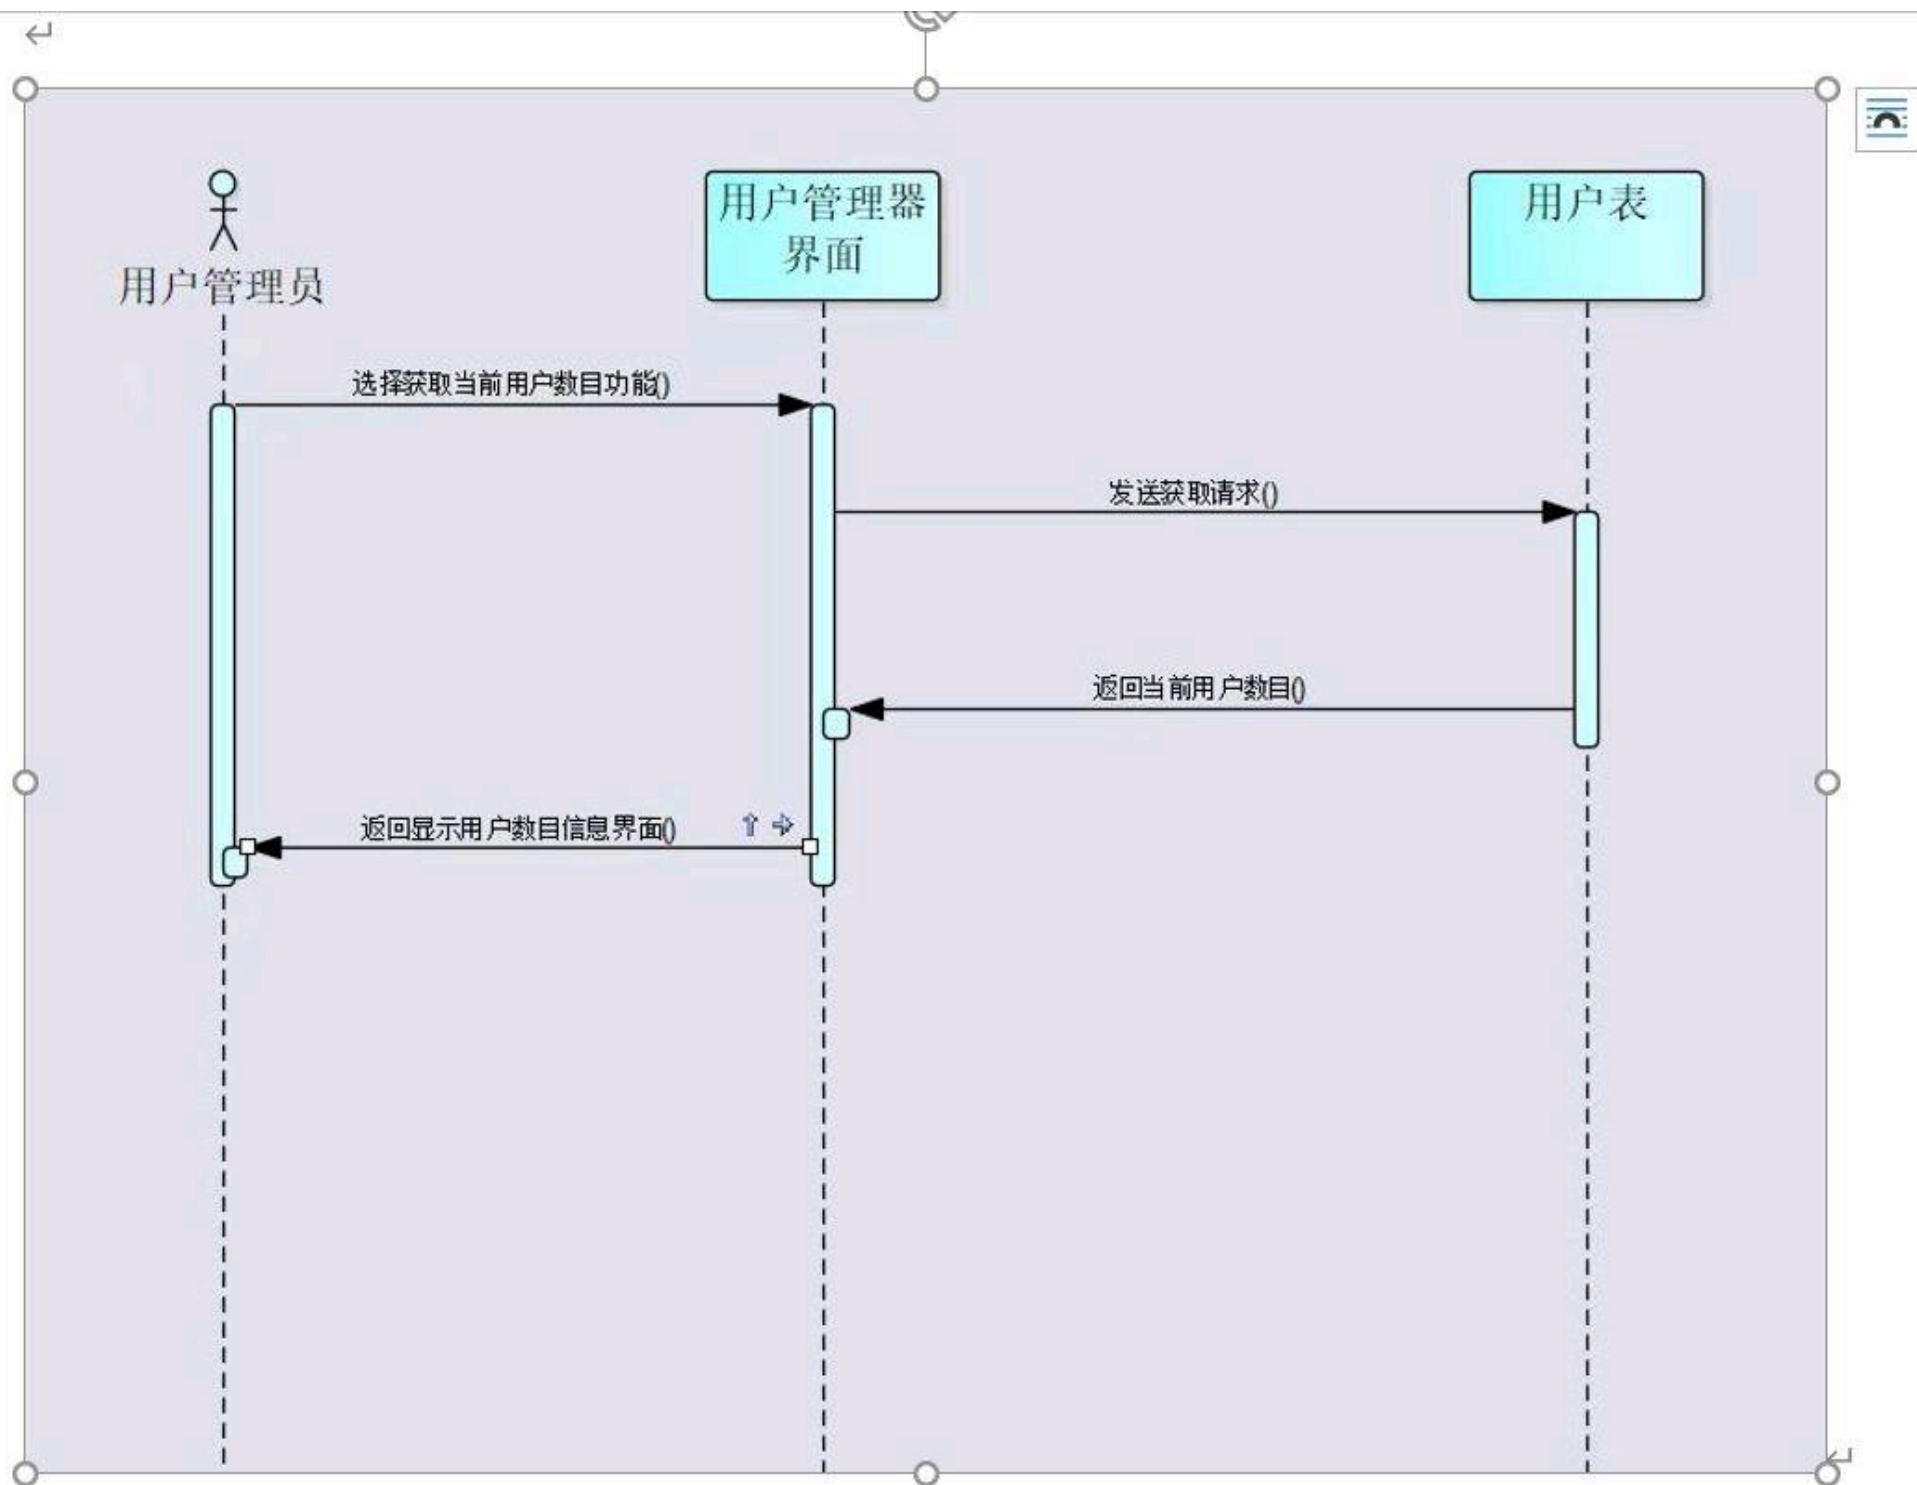 用户管理员
用户管理器
界面
用户表
选择获取当前用户数目功能()
发送获取请求()
返回当前用户数目()
返回显示用户数目信息界面()